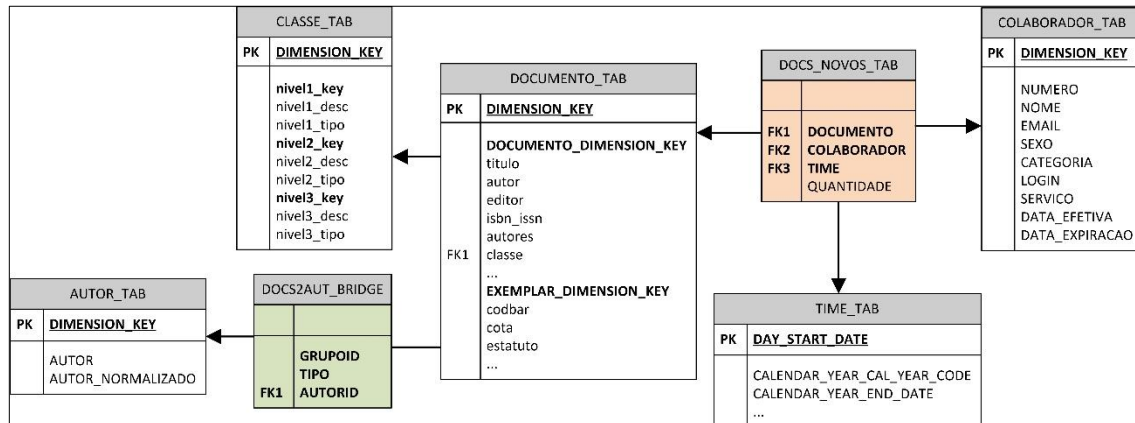 CLASSE_TAB
PK DIMENSION_KEY
nivel1_key
nivel1_desc
nivel1_tipo
nivel2_key
nivel2_desc
nivel2_tipo
nivel3_key
nivel3_desc
nivel3_tipo
DOCUMENTO_TAB
PK DIMENSION_KEY
DOCUMENTO_DIMENSION_KEY
titulo
autor
editor
isbn_issn
autores
FK1 classe
...
EXEMPLAR_DIMENSION_KEY
codbar
cota
estatuto
...
DOCS_NOVOS_TAB
FK1 DOCUMENTO
FK2 COLABORADOR
FK3 TIME
QUANTIDADE
COLABORADOR_TAB
PK DIMENSION_KEY
NUMERO
NOME
EMAIL
SEXO
CATEGORIA
LOGIN
SERVICO
DATA_EFETIVA
DATA_EXPIRACAO
AUTOR_TAB
PK DIMENSION_KEY
AUTOR
AUTOR_NORMALIZADO
DOCS2AUT_BRIDGE
GRUPOID
TIPO
FK1 AUTORID
TIME_TAB
PK DAY_START_DATE
CALENDAR_YEAR_CAL_YEAR_CODE
CALENDAR_YEAR_END_DATE
...